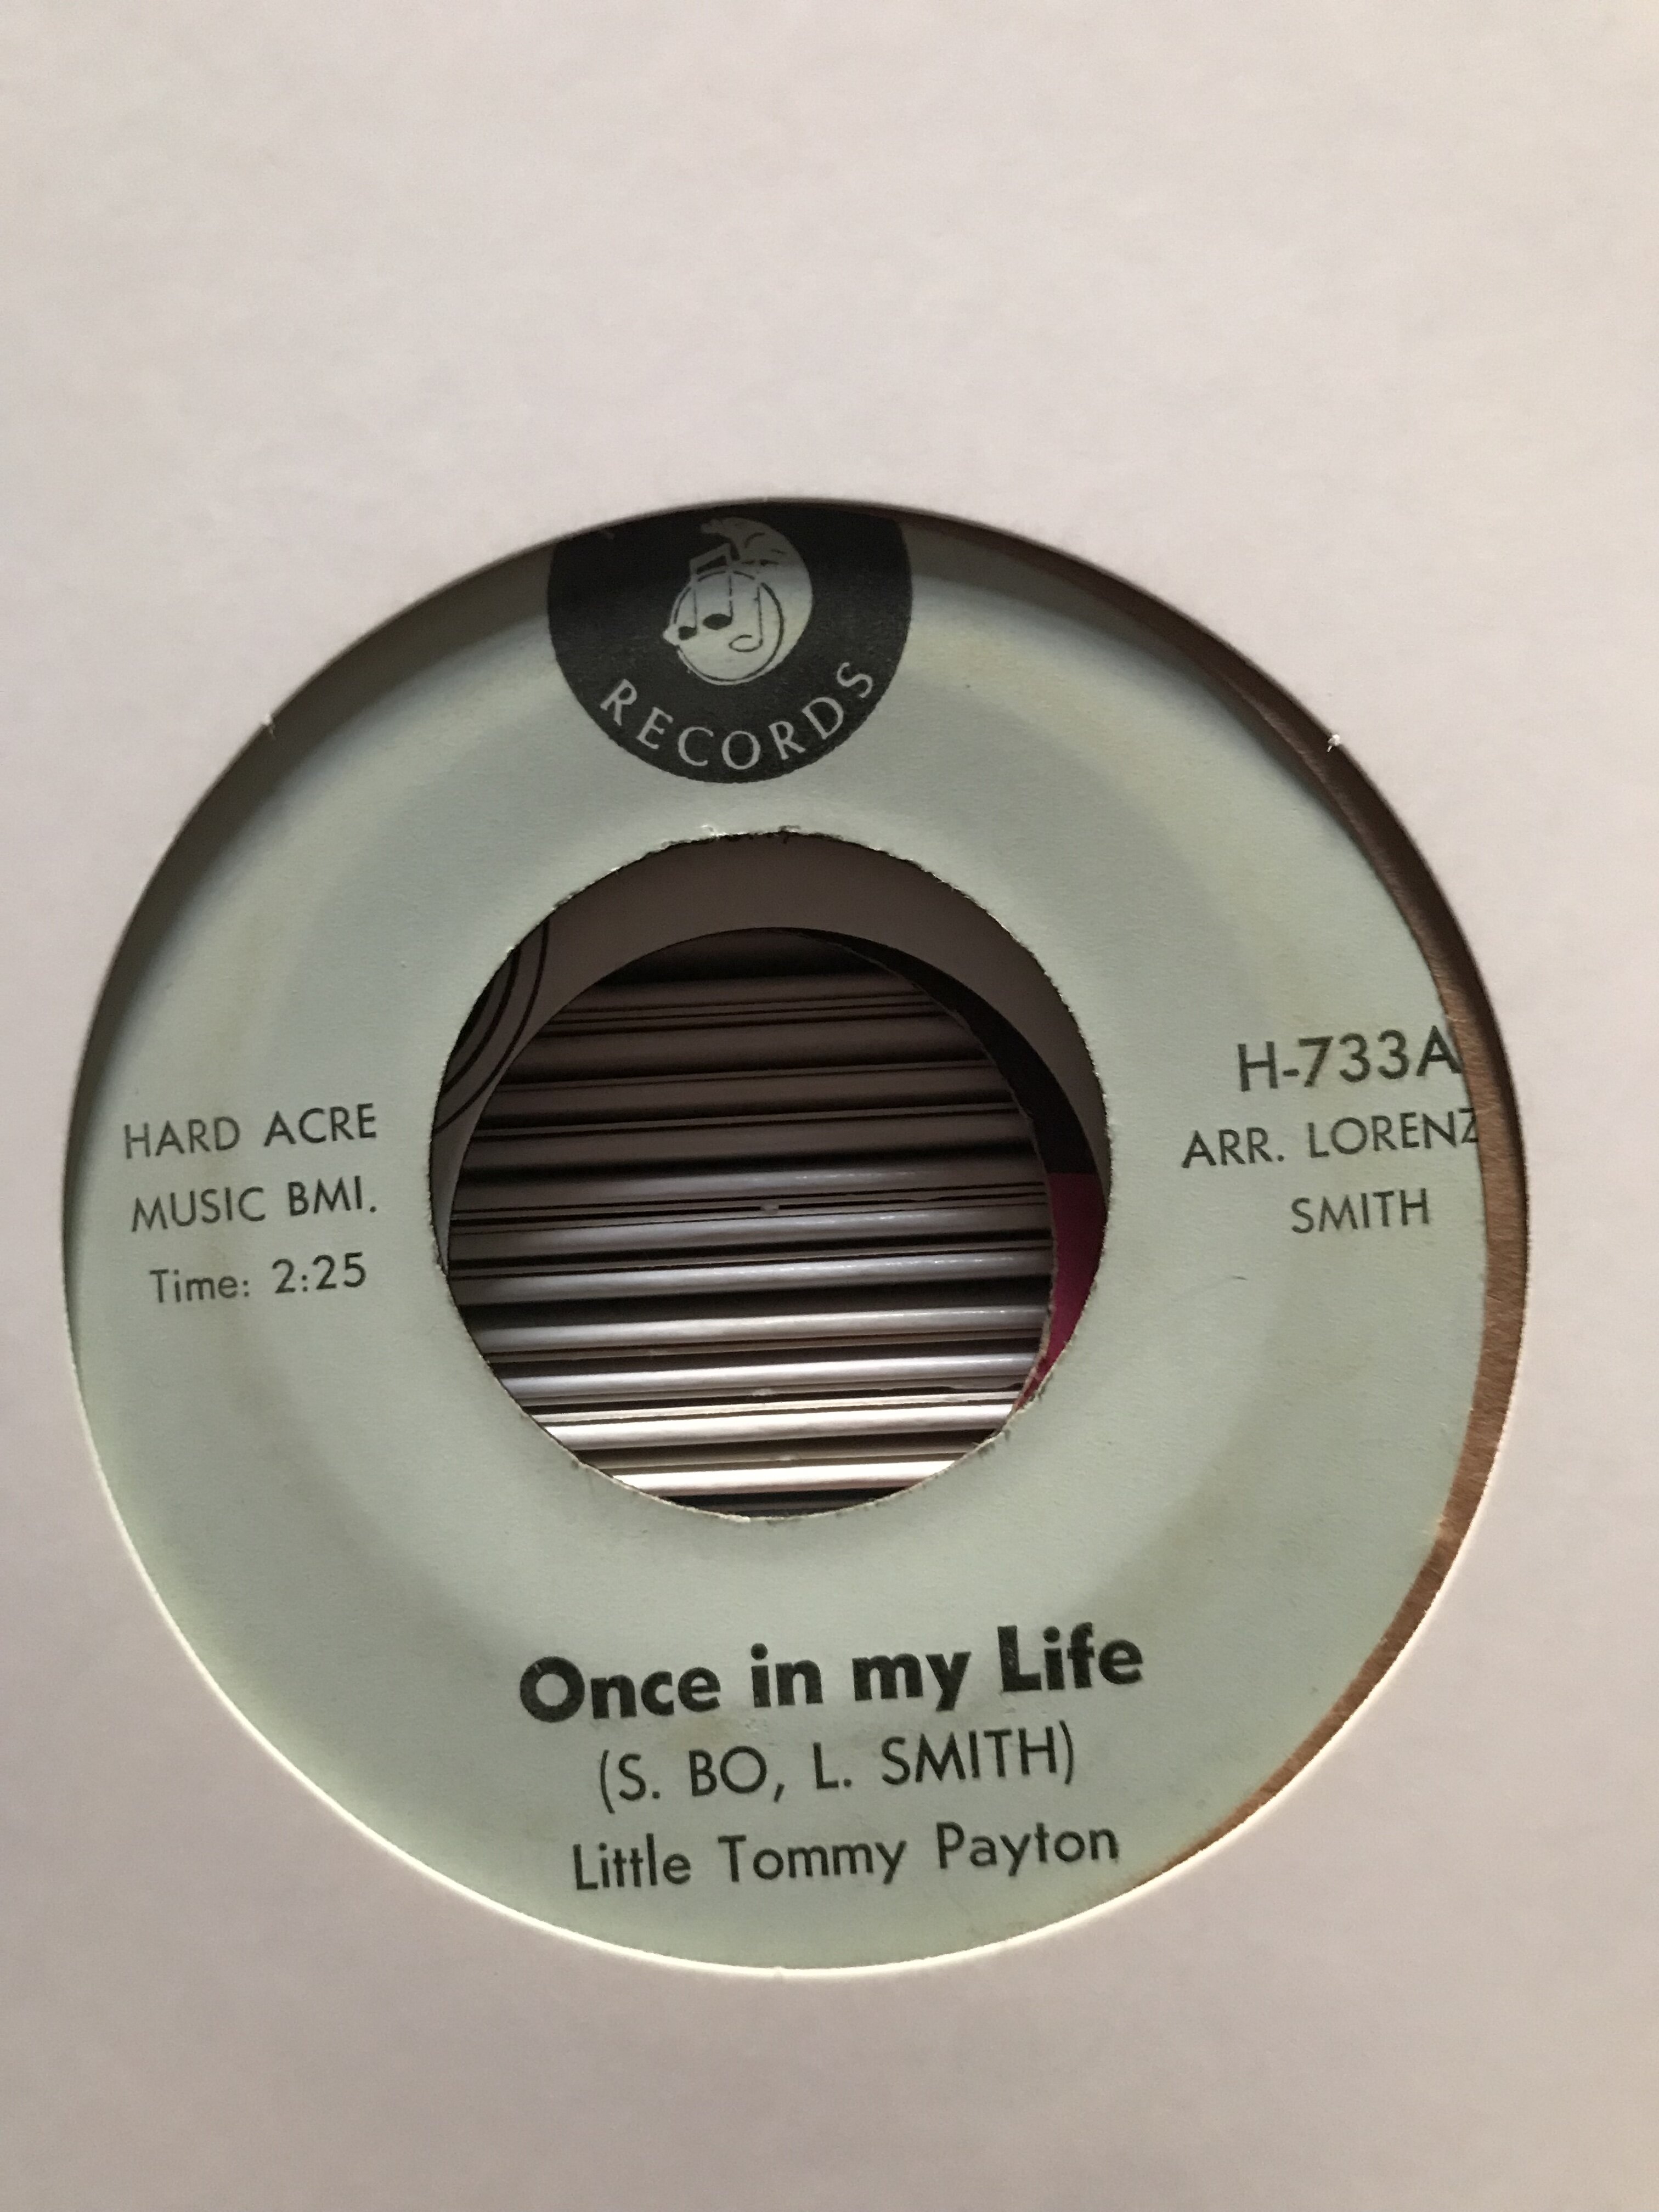 RECORDS
HARD ACRE
MUSIC BMI.
Time: 2:25
H-733A
ARR. LORENZ
SMITH
Once in my Life
(S. BO, L. SMITH)
Little Tommy Payton